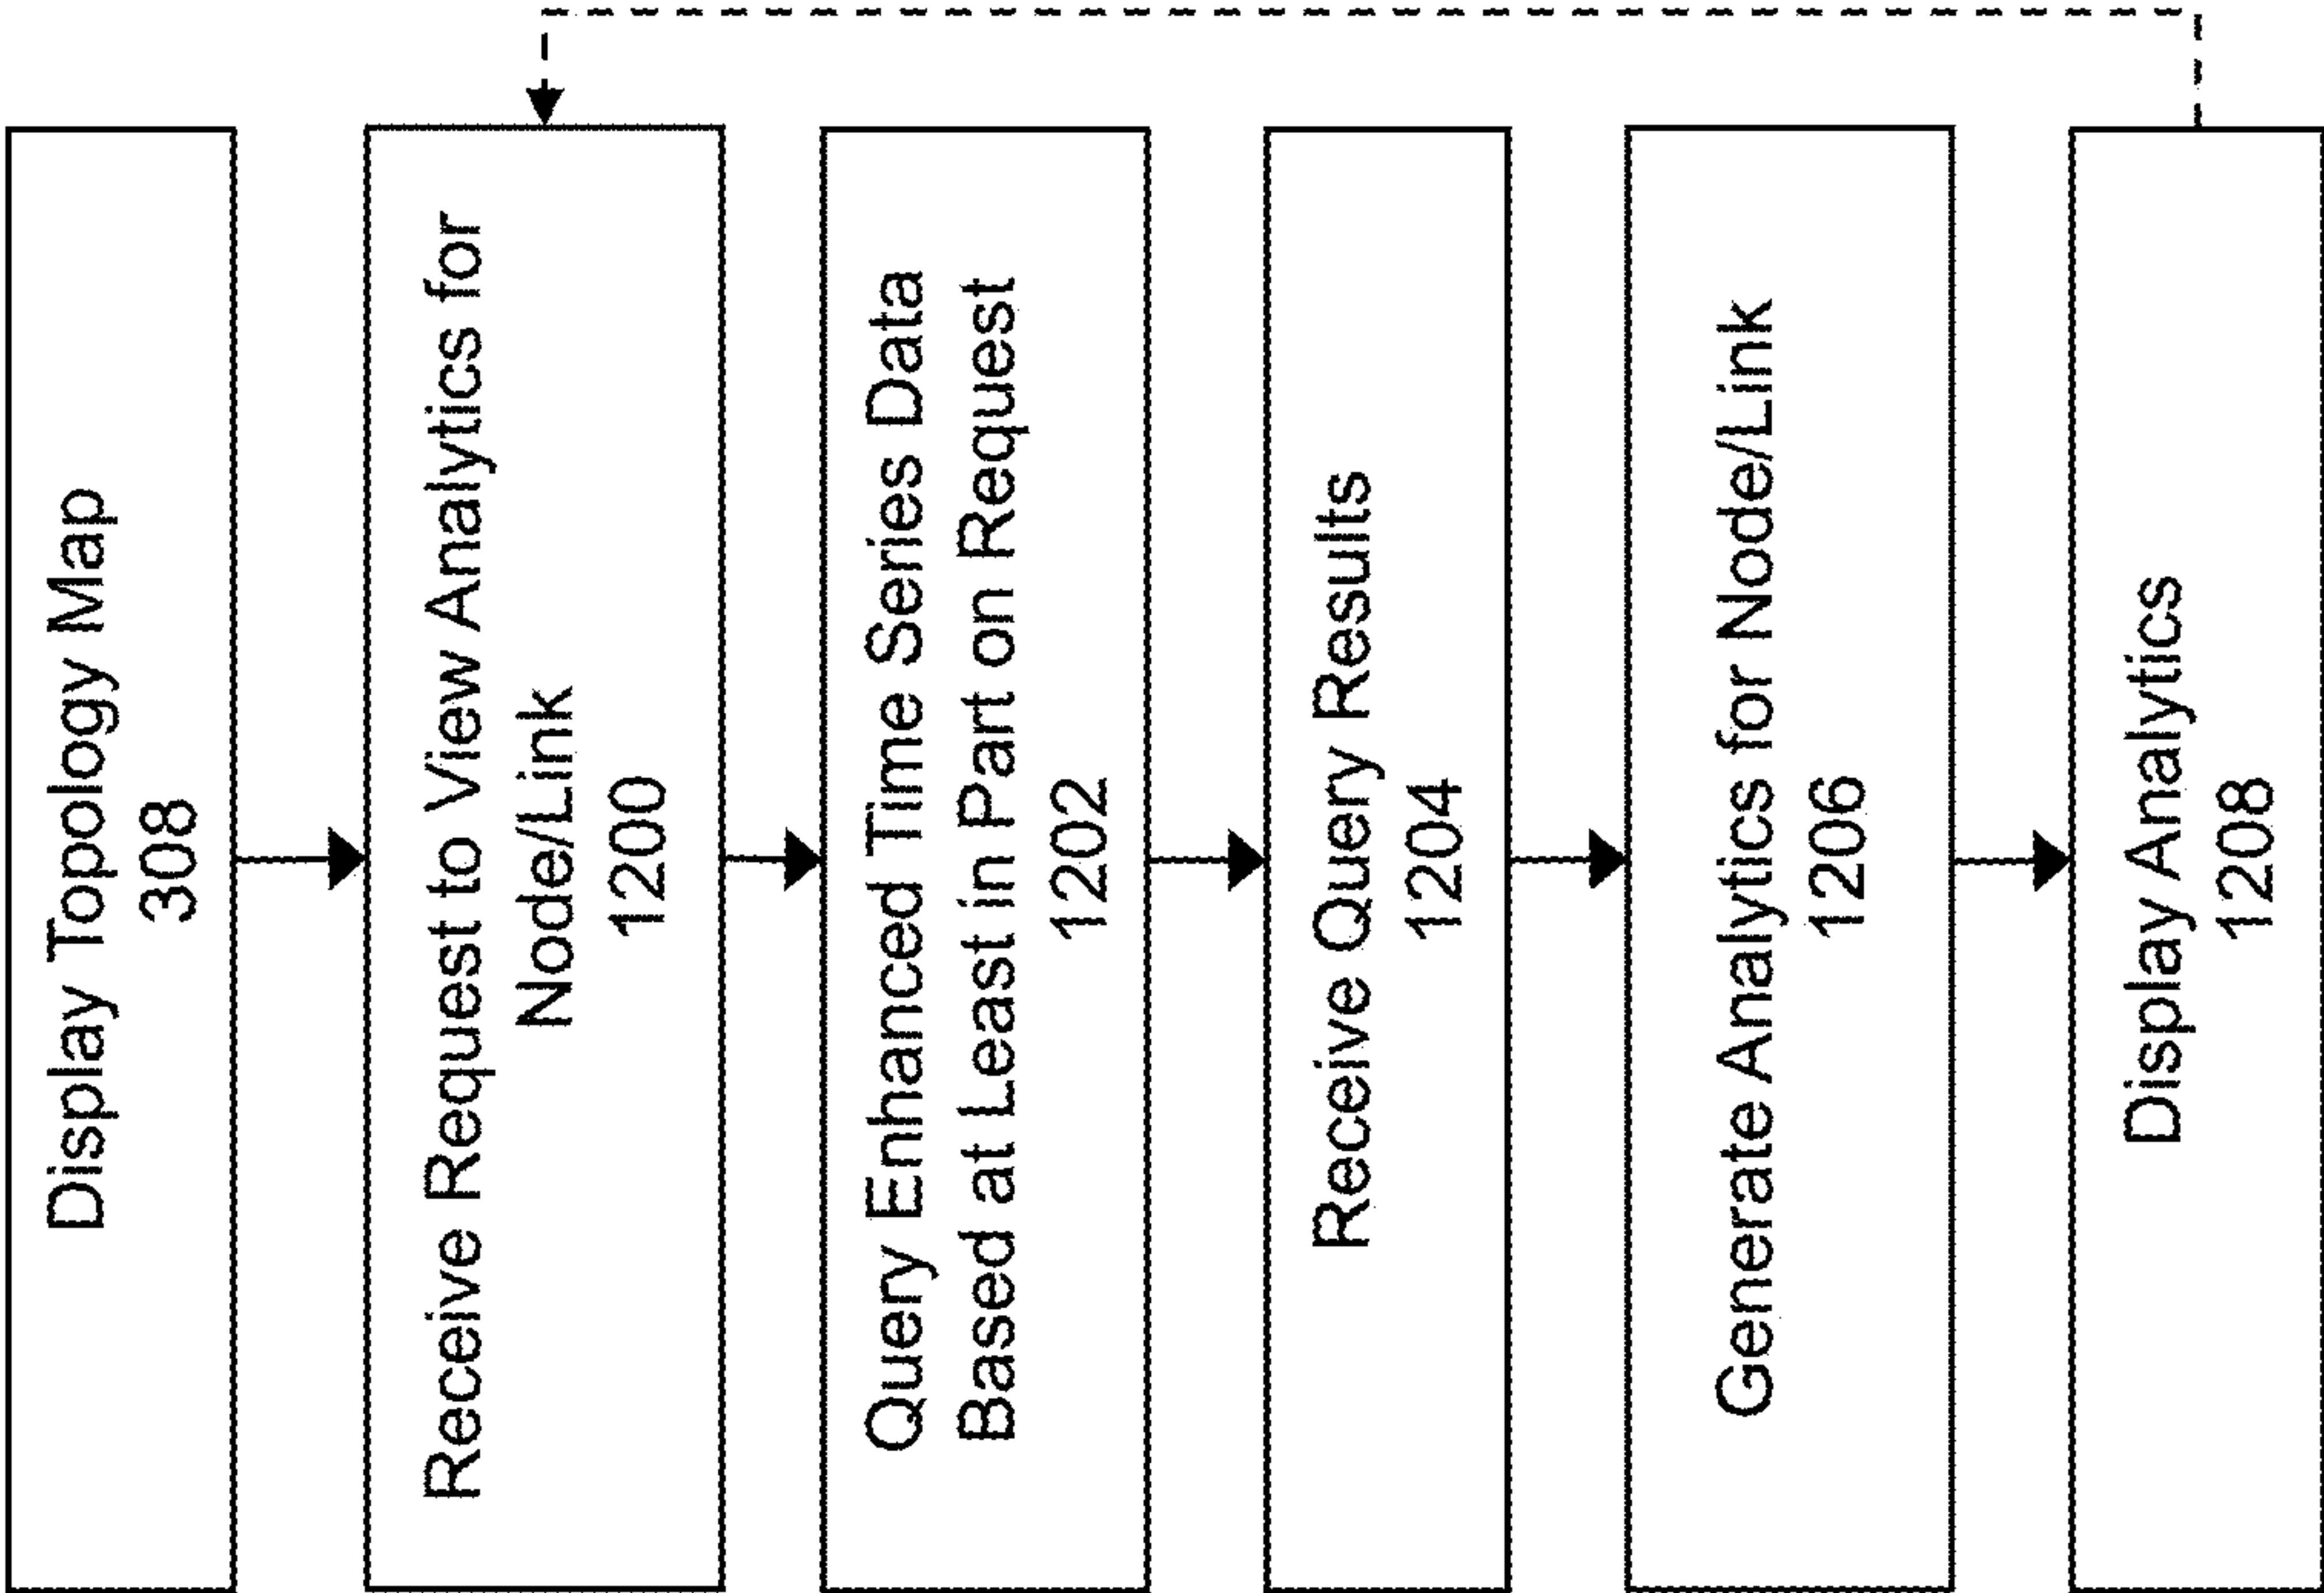 Display Topology Map
308
Receive Request to View Analytics for
Node/Link
1200
Query Enhanced Time Series Data
Based at Least in Part on Request
1202
Receive Query Results
1204
Generate Analytics for Node/Link
1206
Display Analytics
1208